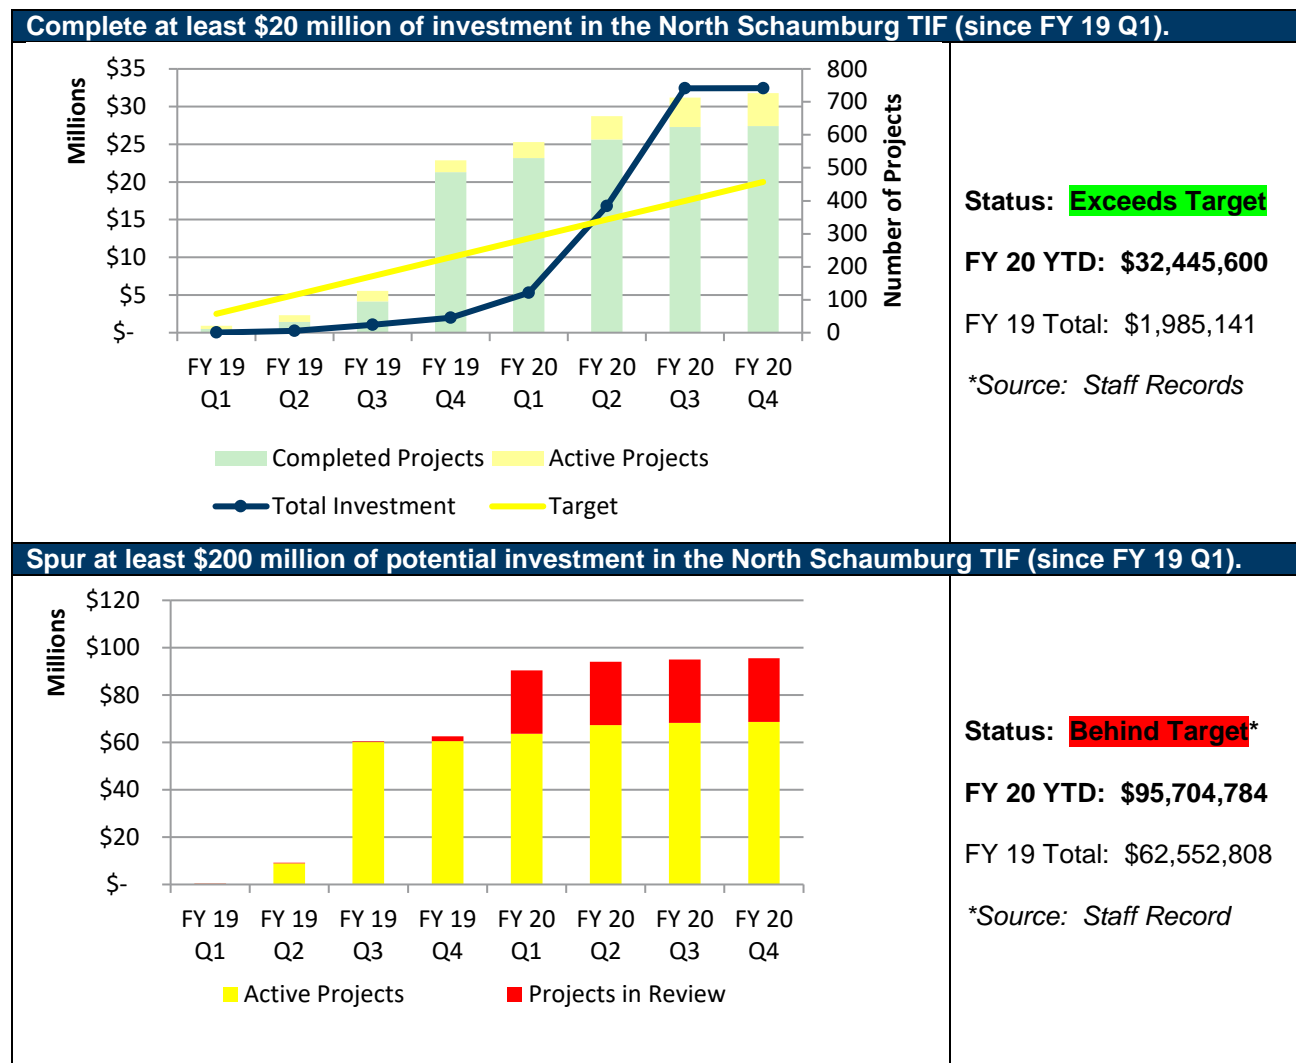 Complete at least $20 million of investment in the North Schaumburg TIF (since FY 19 Q1).
Millions
$35
$30
$25
$20
$15
$10
$5
$-
800
700
600
500
400
300
200
100
0
Number of Projects
FY 19 FY 19 FY 19 FY 19 FY 20 FY 20 FY 20 FY 20
Q1 Q2 Q3 Q4 Q1 Q2 Q3 Q4
Completed Projects Active Projects
Total Investment Target
Status: Exceeds Target
FY 20 YTD: $32,445,600
FY 19 Total: $1,985,141
*Source: Staff Records
Spur at least $200 million of potential investment in the North Schaumburg TIF (since FY 19 Q1).
Millions
$120
$100
$80
$60
$40
$20
$-
FY 19 FY 19 FY 19 FY 19 FY 20 FY 20 FY 20 FY 20
Q1 Q2 Q3 Q4 Q1 Q2 Q3 Q4
Active Projects Projects in Review
Status: Behind Target*
FY 20 YTD: $95,704,784
FY 19 Total: $62,552,808
*Source: Staff Record